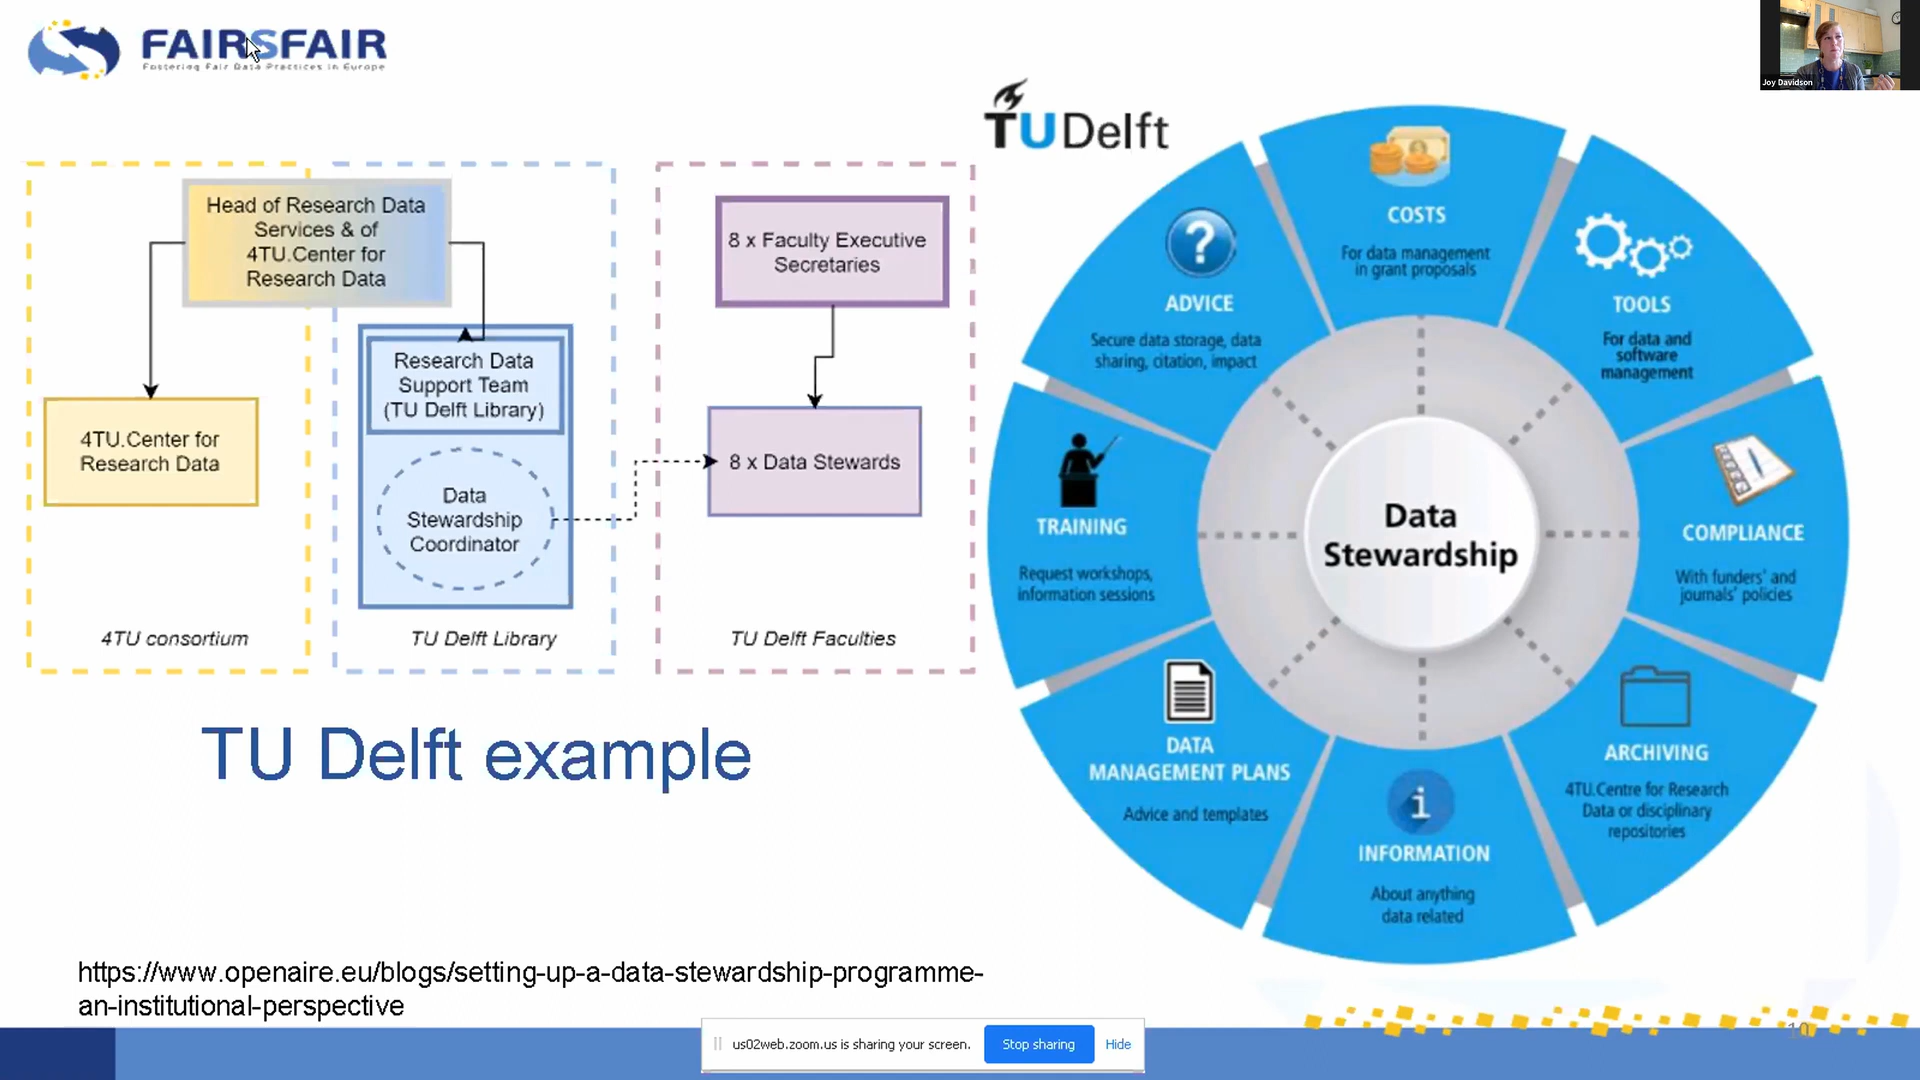 FAIRSFAIR
Fostering Fair Data Practices in Europe
Joy Davidson
TU Delft
Head of Research Data
Services & of
4TU.Center for
Research Data
4TU.Center for
Research Data
4TU consortium
Research Data
Support Team
(TU Delft Library)
Data
Stewardship
Coordinator
TU Delft Library
8 x Faculty Executive
Secretaries
8 x Data Stewards
TU Delft Faculties
COSTS
For data management
in grant proposals
TOOLS
For data and
software
management
COMPLIANCE
With funders' and
journals' policies
ARCHIVING
4TU.Centre for Research
Data or disciplinary
repositories
INFORMATION
About anything
data related
DATA
MANAGEMENT PLANS
Advice and templates
TRAINING
Request workshops,
information sessions
ADVICE
Secure data storage, data
sharing, citation, impact
Data
Stewardship
TU Delft example
https://www.openaire.eu/blogs/setting-up-a-data-stewardship-programme-
an-institutional-perspective
10
us02web.zoom.us is sharing your screen.
Stop sharing
Hide